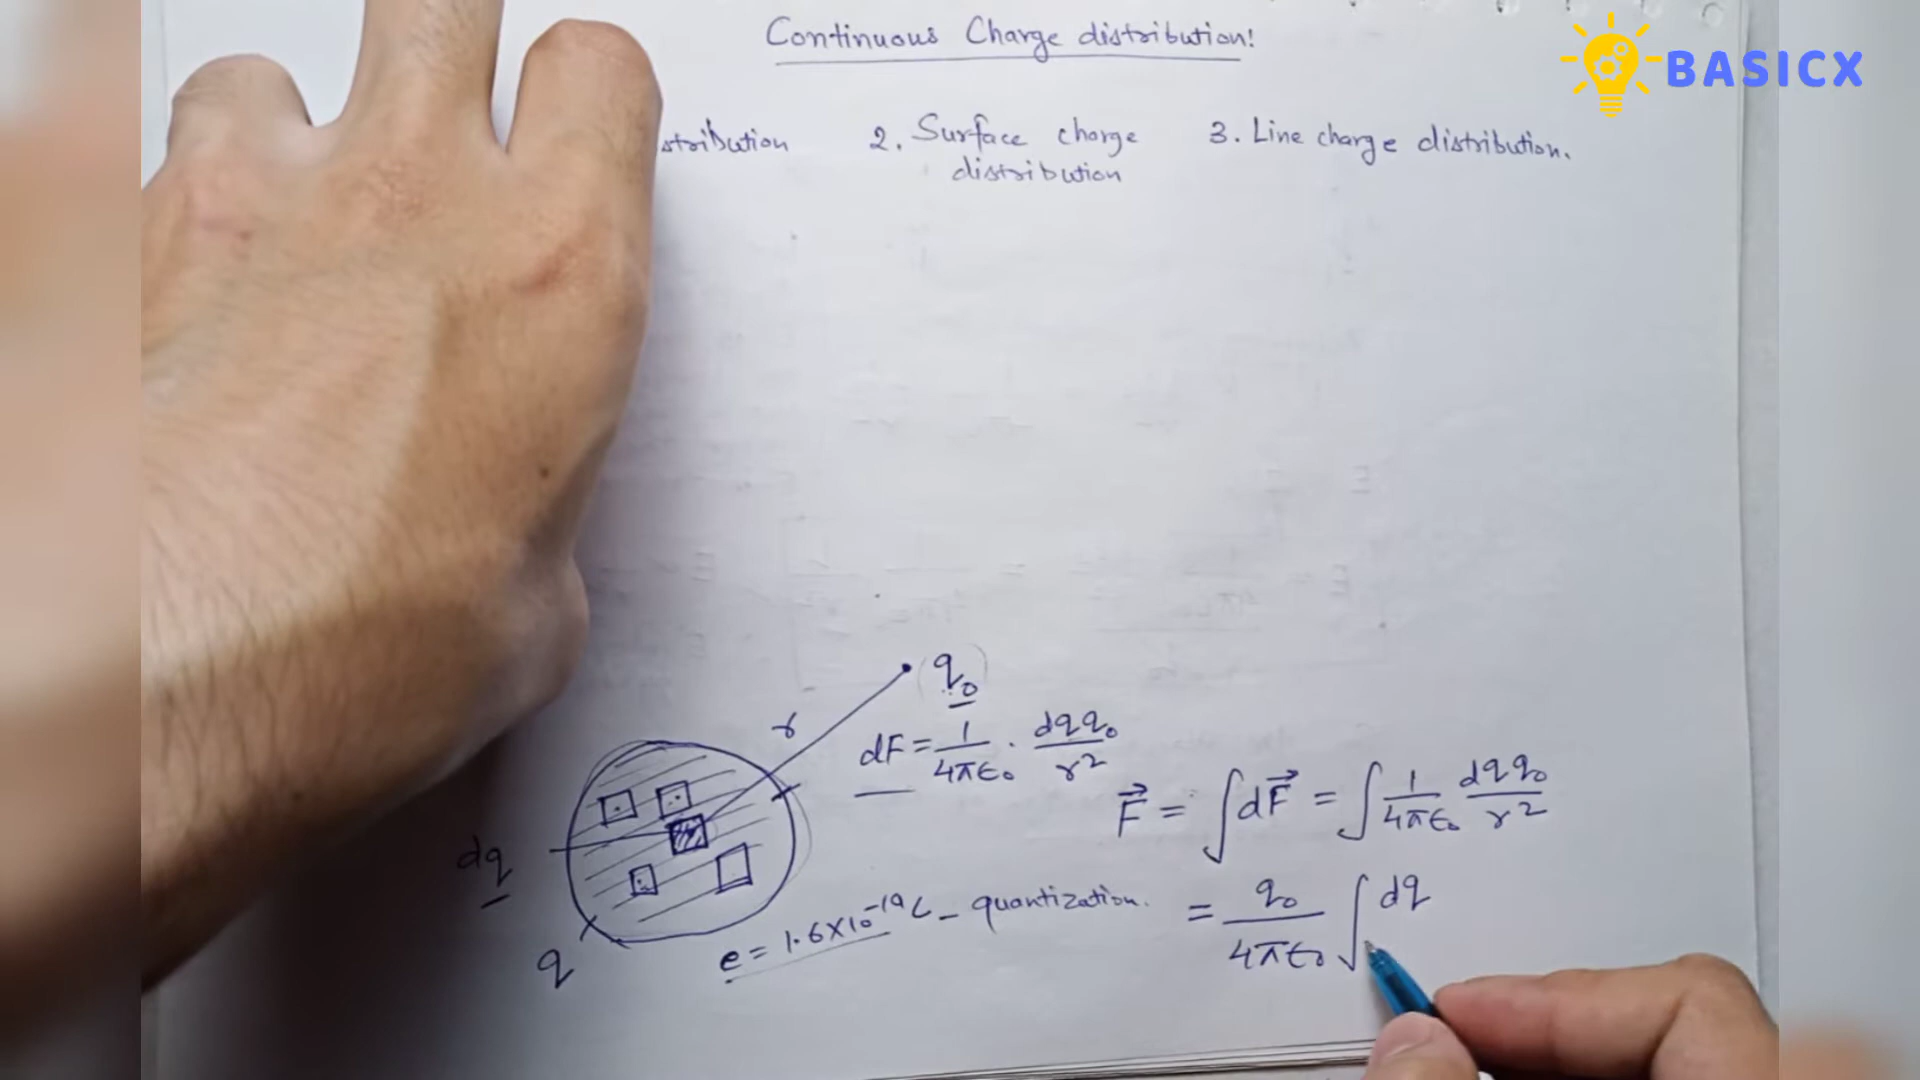 Continuous Charge distribution!
BASICX
stribution
2. Surface charge distribution
3. Line charge distribution.
q₀
r
dF = 1/4πε₀ · dq q₀/r²
F⃗ = ∫dF⃗ = ∫ 1/4πε₀ dq q₀/r²
dq
= q₀/4πε₀ ∫ dq
e = 1.6×10⁻¹⁹C – quantization.
q